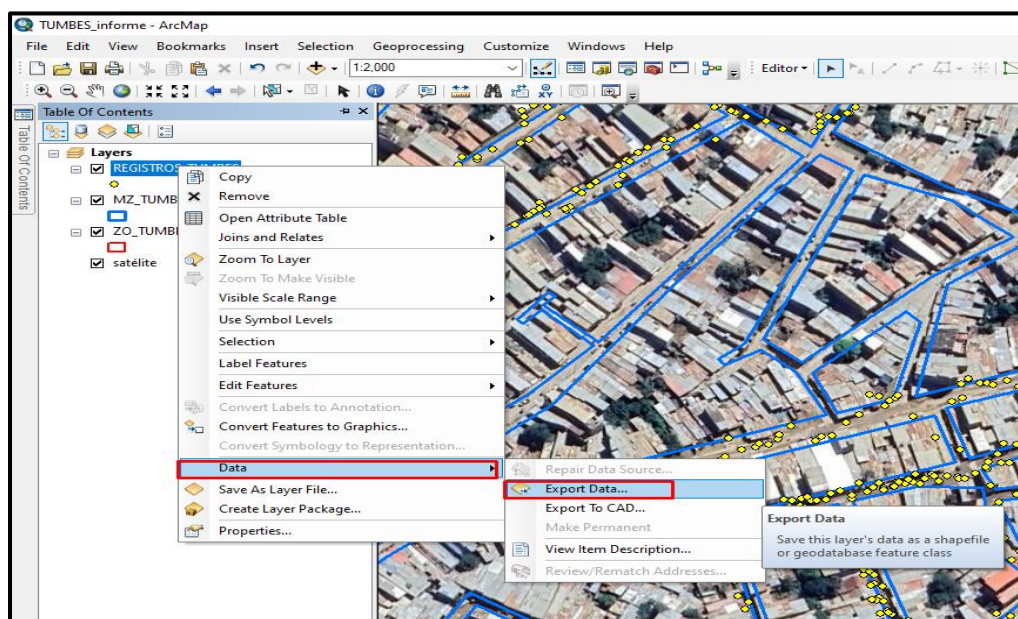 TUMBES_informe - ArcMap
File Edit View Bookmarks Insert Selection Geoprocessing Customize Windows Help
1:2,000
Editor
Table Of Contents
Table Of Contents
Layers
REGISTROS_TUMBES
MZ_TUMB
ZO_TUMB
satélite
Copy
Remove
Open Attribute Table
Joins and Relates
Zoom To Layer
Zoom To Make Visible
Visible Scale Range
Use Symbol Levels
Selection
Label Features
Edit Features
Convert Labels to Annotation...
Convert Features to Graphics...
Convert Symbology to Representation...
Data
Save As Layer File...
Create Layer Package...
Properties...
Repair Data Source...
Export Data...
Export To CAD...
Make Permanent
View Item Description...
Review/Rematch Addresses...
Export Data
Save this layer's data as a shapefile
or geodatabase feature class